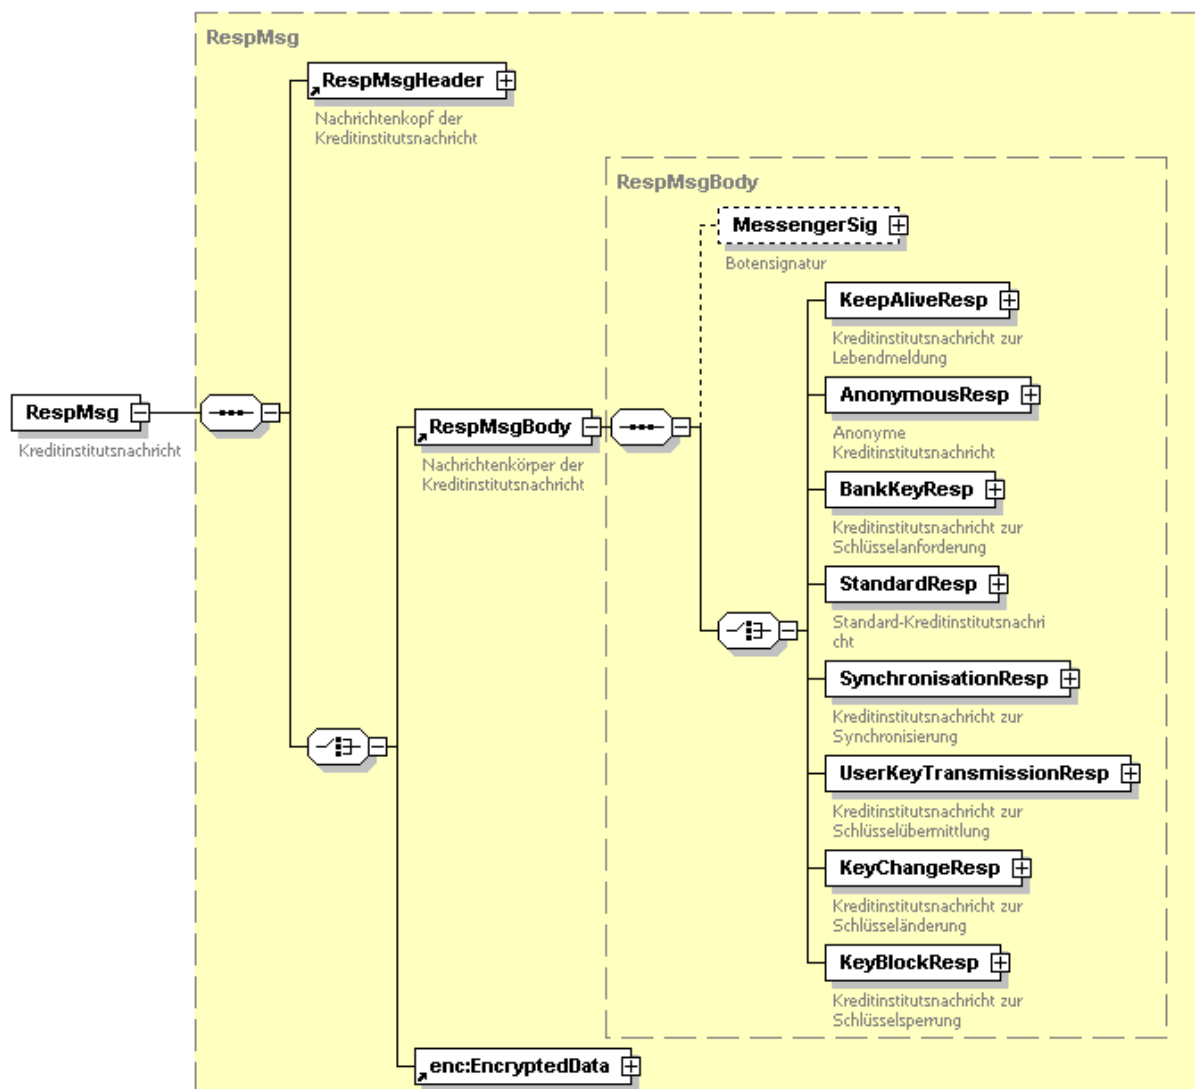 RespMsg
RespMsgHeader
Nachrichtenkopf der
Kreditinstitutsnachricht
RespMsgBody
MessengerSig
Botensignatur
KeepAliveResp
Kreditinstitutsnachricht zur
Lebendmeldung
RespMsg
Kreditinstitutsnachricht
RespMsgBody
Nachrichtenkörper der
Kreditinstitutsnachricht
AnonymousResp
Anonyme
Kreditinstitutsnachricht
BankKeyResp
Kreditinstitutsnachricht zur
Schlüsselanforderung
StandardResp
Standard-Kreditinstitutsnachri
cht
SynchronisationResp
Kreditinstitutsnachricht zur
Synchronisierung
UserKeyTransmissionResp
Kreditinstitutsnachricht zur
Schlüsselübermittlung
KeyChangeResp
Kreditinstitutsnachricht zur
Schlüsseländerung
KeyBlockResp
Kreditinstitutsnachricht zur
Schlüsselsperrung
enc:EncryptedData